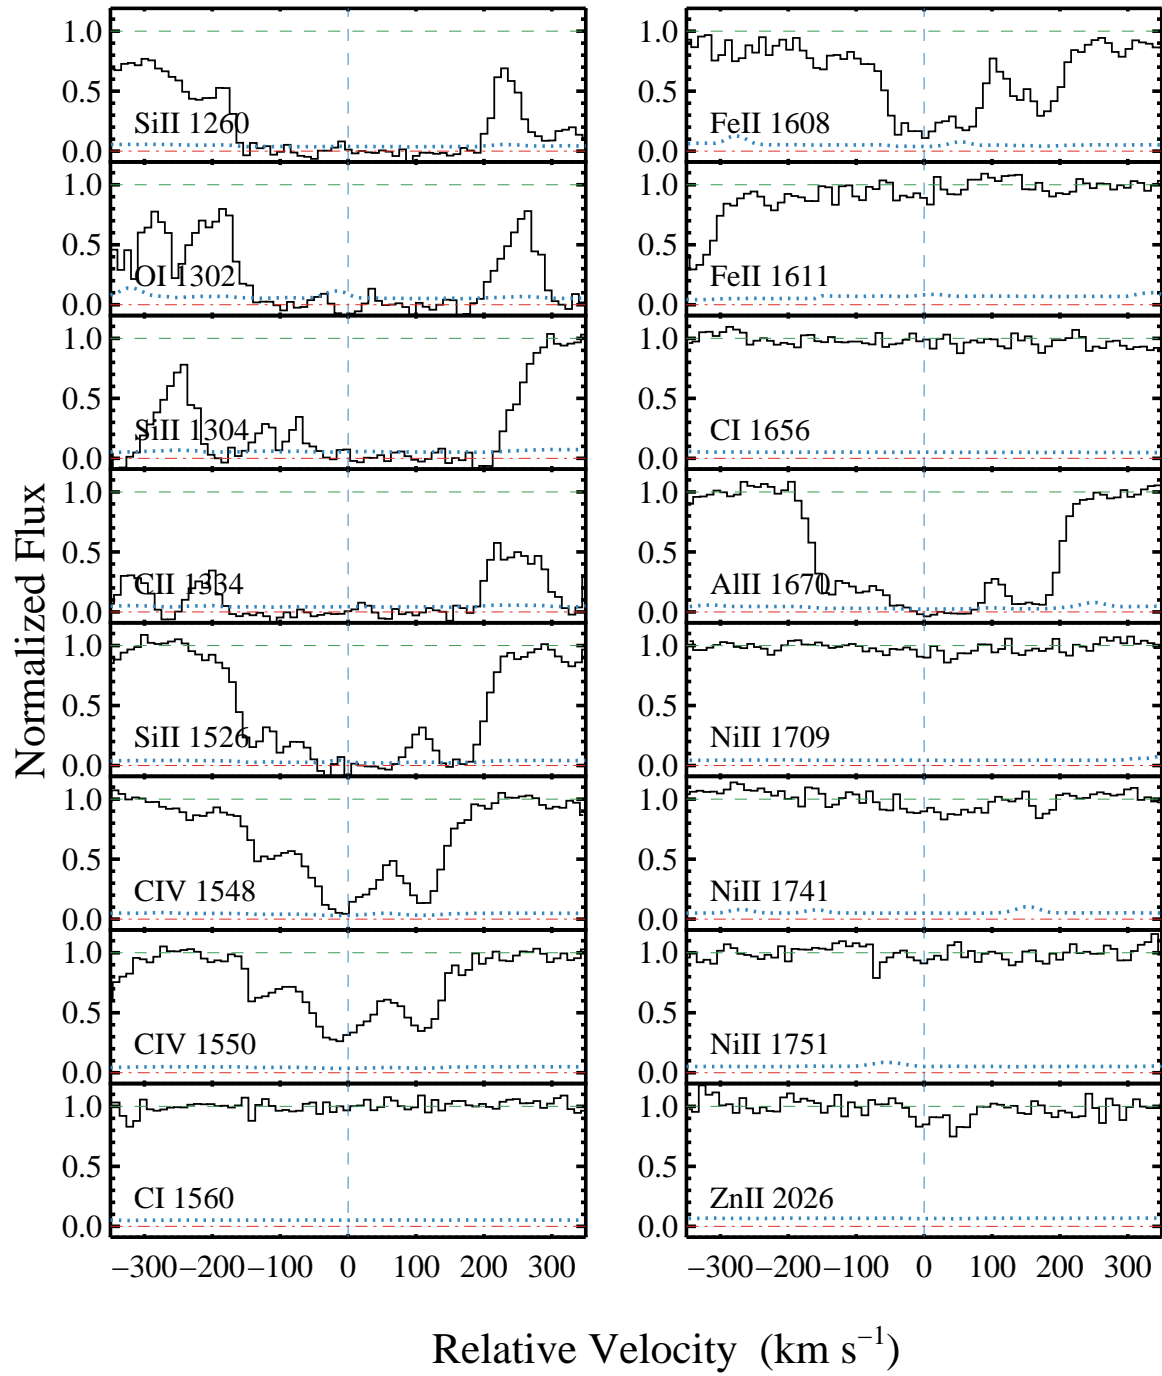 Normalized Flux
1.0
0.5
SiII 1260
0.0
1.0
0.5
OI 1302
0.0
1.0
0.5
SiII 1304
0.0
1.0
0.5
CII 1334
0.0
1.0
0.5
SiII 1526
0.0
1.0
0.5
CIV 1548
0.0
1.0
0.5
CIV 1550
0.0
1.0
0.5
CI 1560
0.0
−300 −200 −100 0 100 200 300
1.0
0.5
FeII 1608
0.0
1.0
0.5
FeII 1611
0.0
1.0
0.5
CI 1656
0.0
1.0
0.5
AlII 1670
0.0
1.0
0.5
NiII 1709
0.0
1.0
0.5
NiII 1741
0.0
1.0
0.5
NiII 1751
0.0
1.0
0.5
ZnII 2026
0.0
−300 −200 −100 0 100 200 300
Relative Velocity (km s⁻¹)